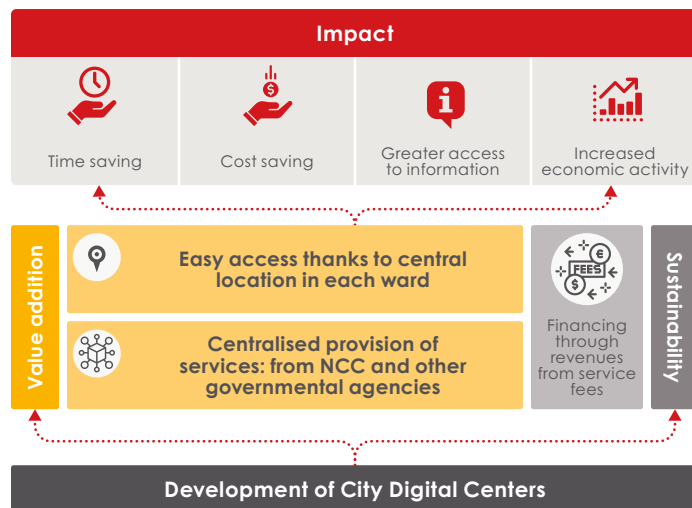 Impact
Time saving
Cost saving
Greater access
to information
Increased
economic activity
Value addition
Easy access thanks to central
location in each ward
Centralised provision of
services: from NCC and other
governmental agencies
FEES
€
$
Financing
through
revenues
from service
fees
Sustainability
Development of City Digital Centers